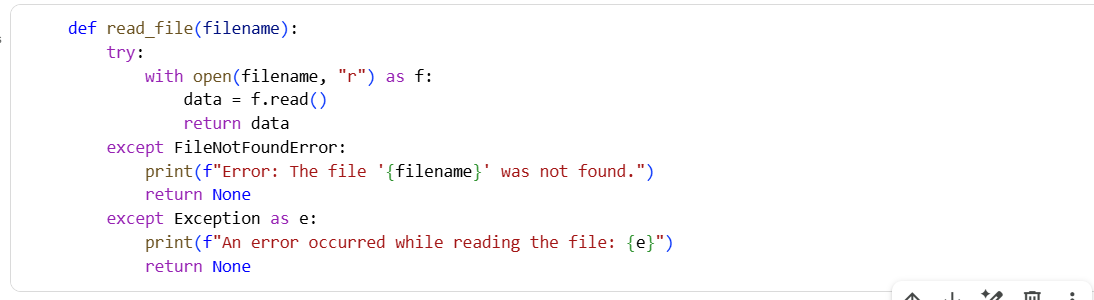 def read_file(filename):
    try:
        with open(filename, "r") as f:
            data = f.read()
            return data
    except FileNotFoundError:
        print(f"Error: The file '{filename}' was not found.")
        return None
    except Exception as e:
        print(f"An error occurred while reading the file: {e}")
        return None